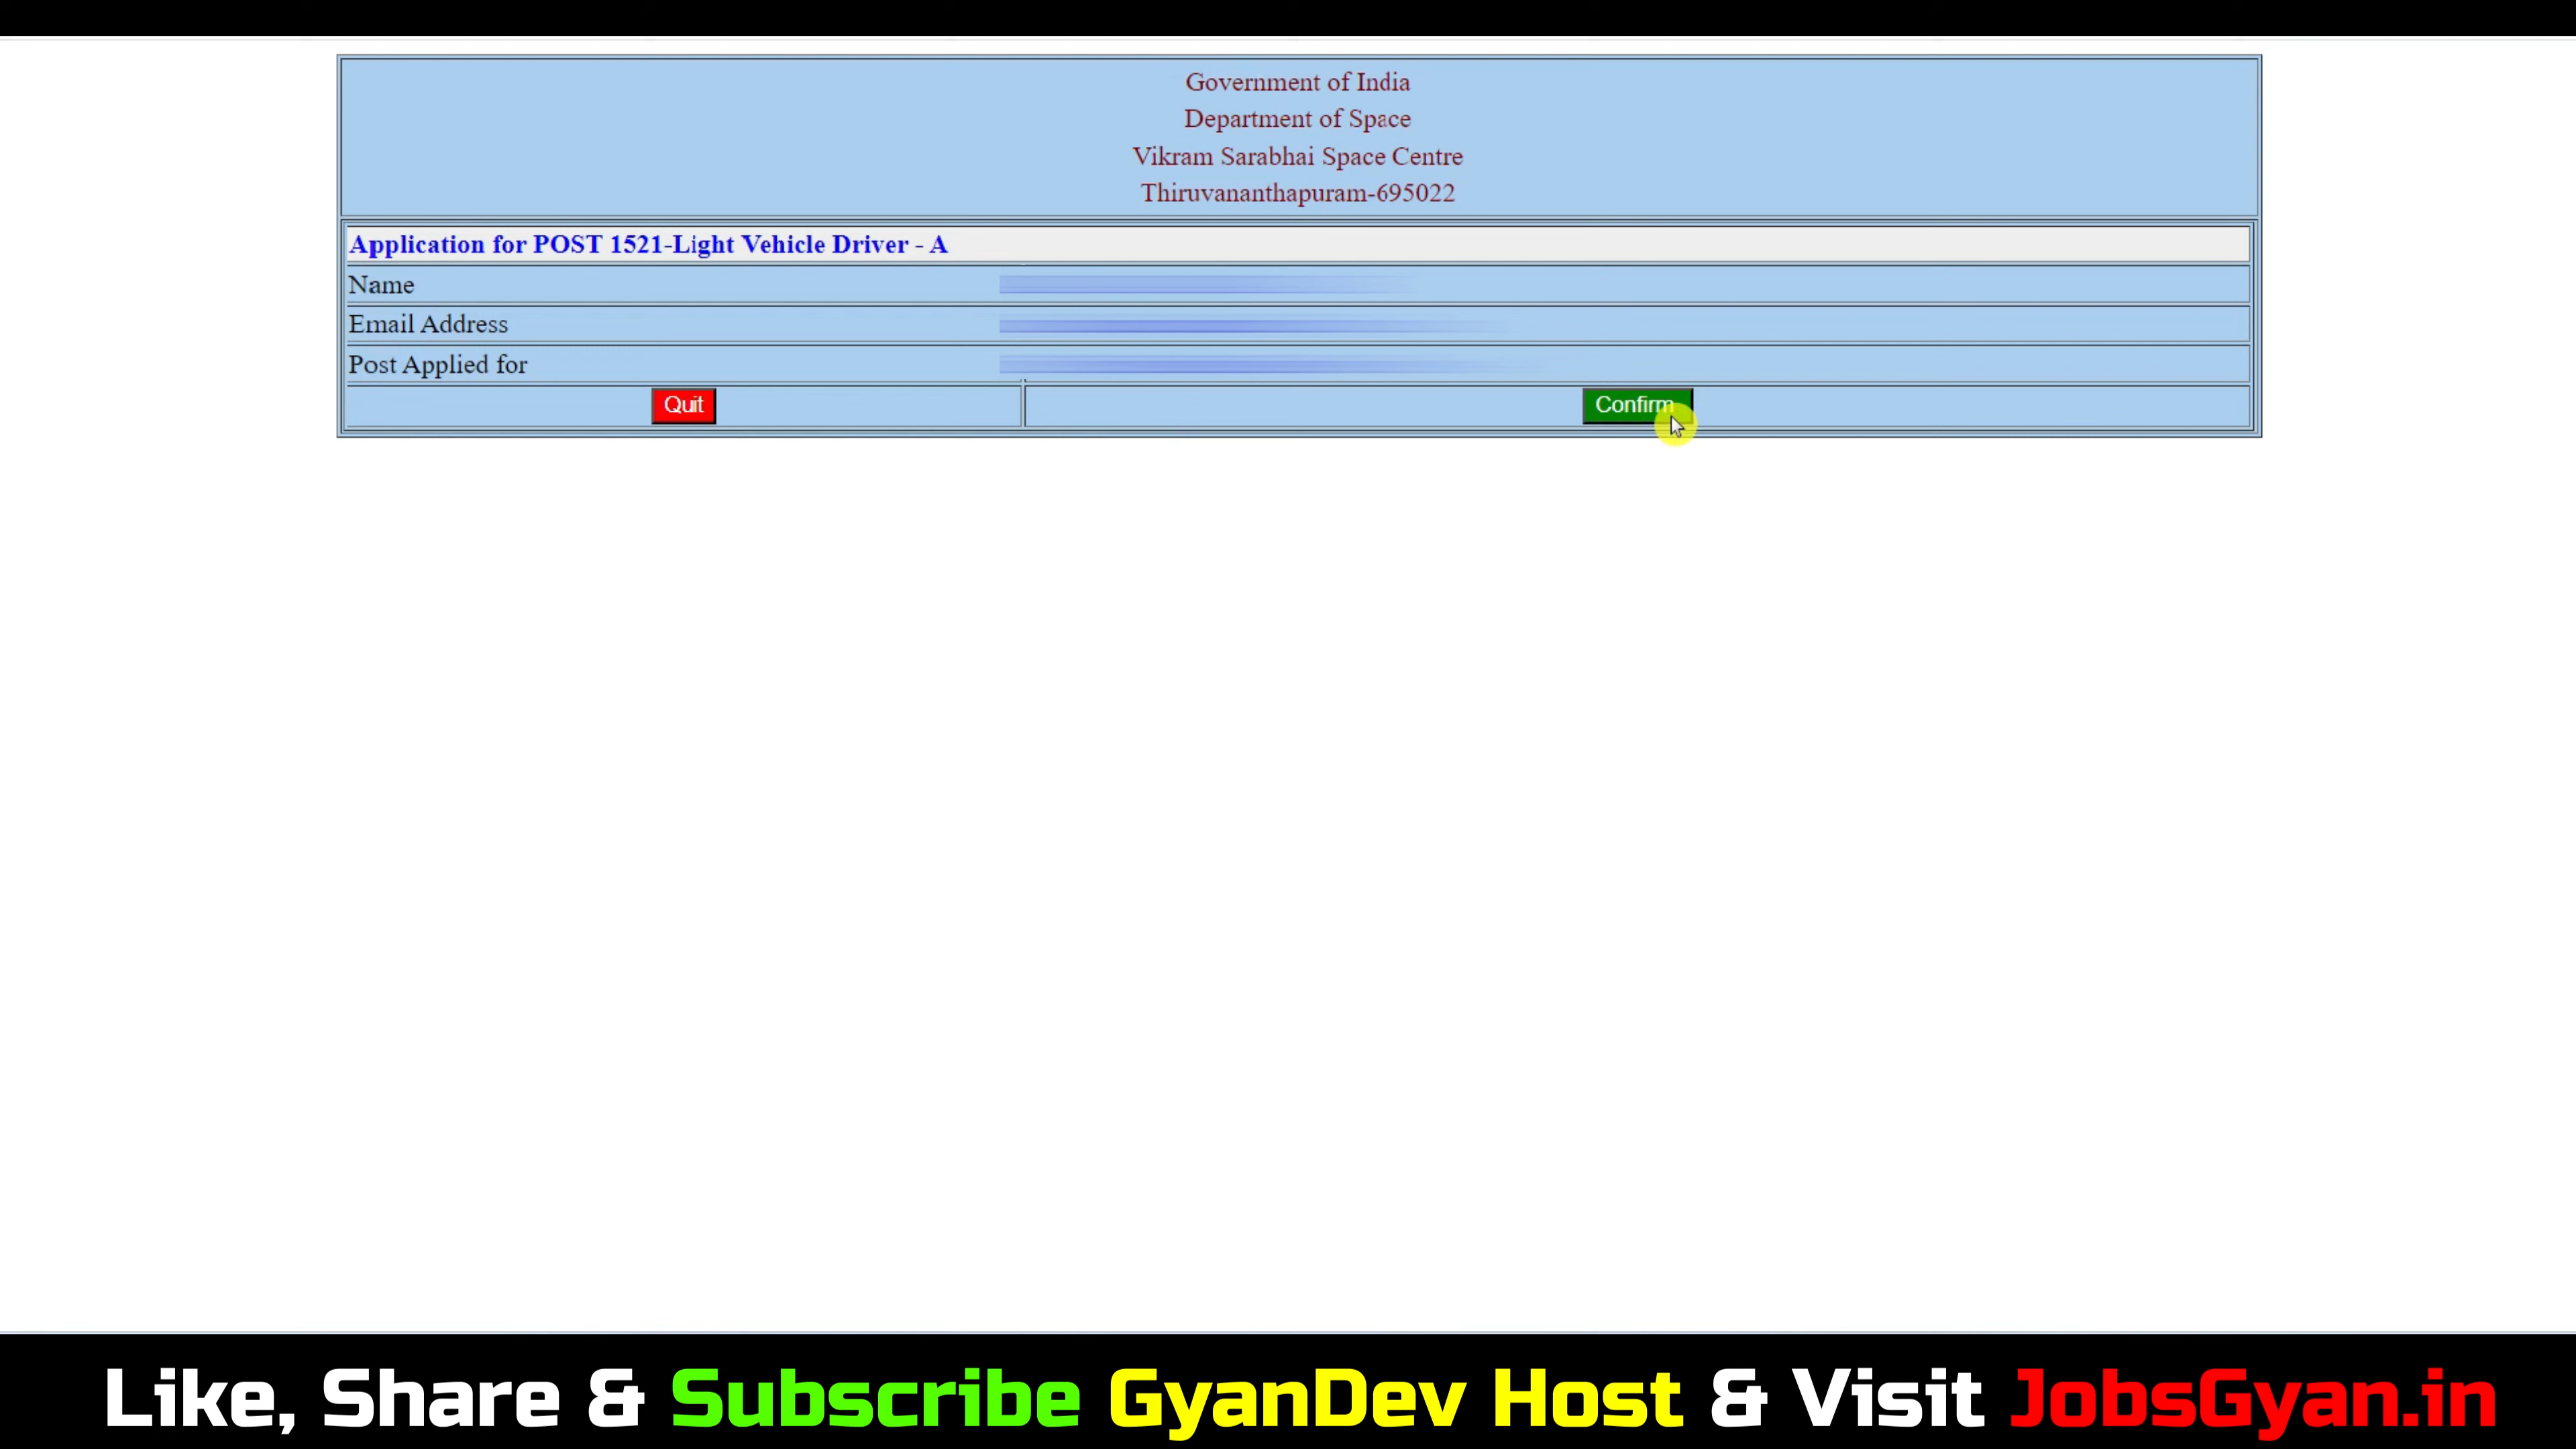 Government of India
Department of Space
Vikram Sarabhai Space Centre
Thiruvananthapuram-695022
Application for POST 1521-Light Vehicle Driver - A
Name
Email Address
Post Applied for
Quit Confirm
Like, Share & Subscribe GyanDev Host & Visit JobsGyan.in